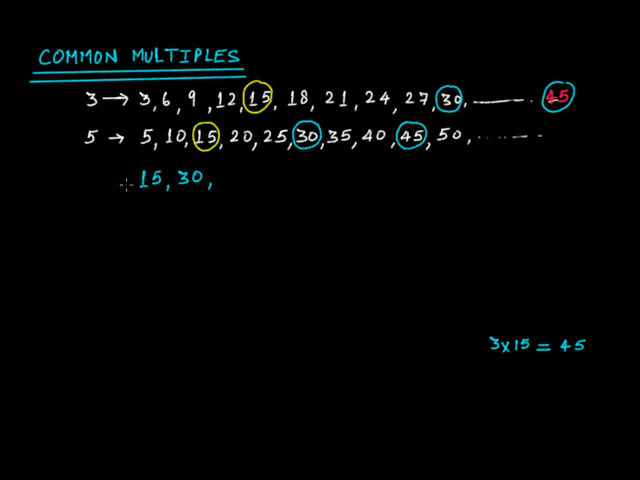 COMMON MULTIPLES
3 → 3, 6, 9, 12, 15, 18, 21, 24, 27, 30, ——— . 45
5 → 5, 10, 15, 20, 25, 30, 35, 40, 45, 50, ........
15, 30,
3x15 = 45